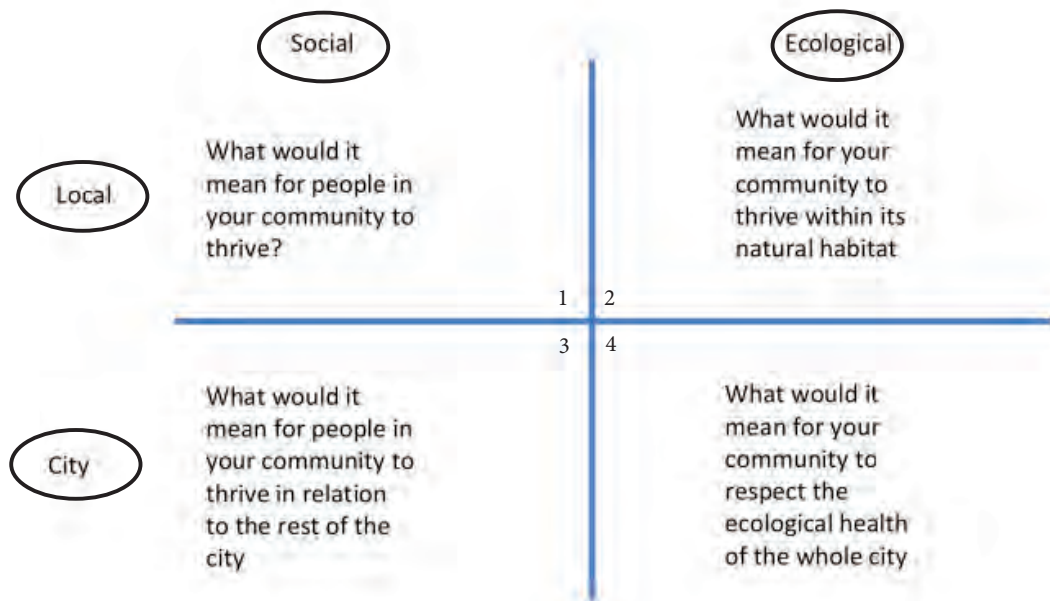 Social
Ecological
Local
What would it
mean for people in
your community to
thrive?
What would it
mean for your
community to
thrive within its
natural habitat
1
2
3
4
City
What would it
mean for people in
your community to
thrive in relation
to the rest of the
city
What would it
mean for your
community to
respect the
ecological health
of the whole city